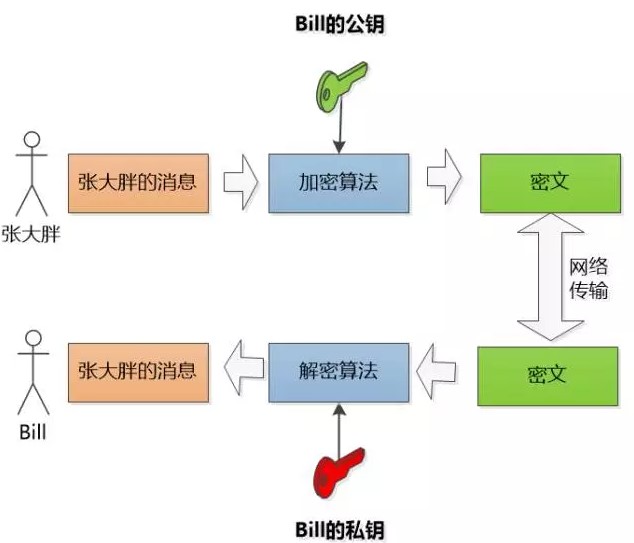 Bill的公钥
张大胖的消息
加密算法
密文
张大胖
网络
传输
张大胖的消息
解密算法
密文
Bill
Bill的私钥